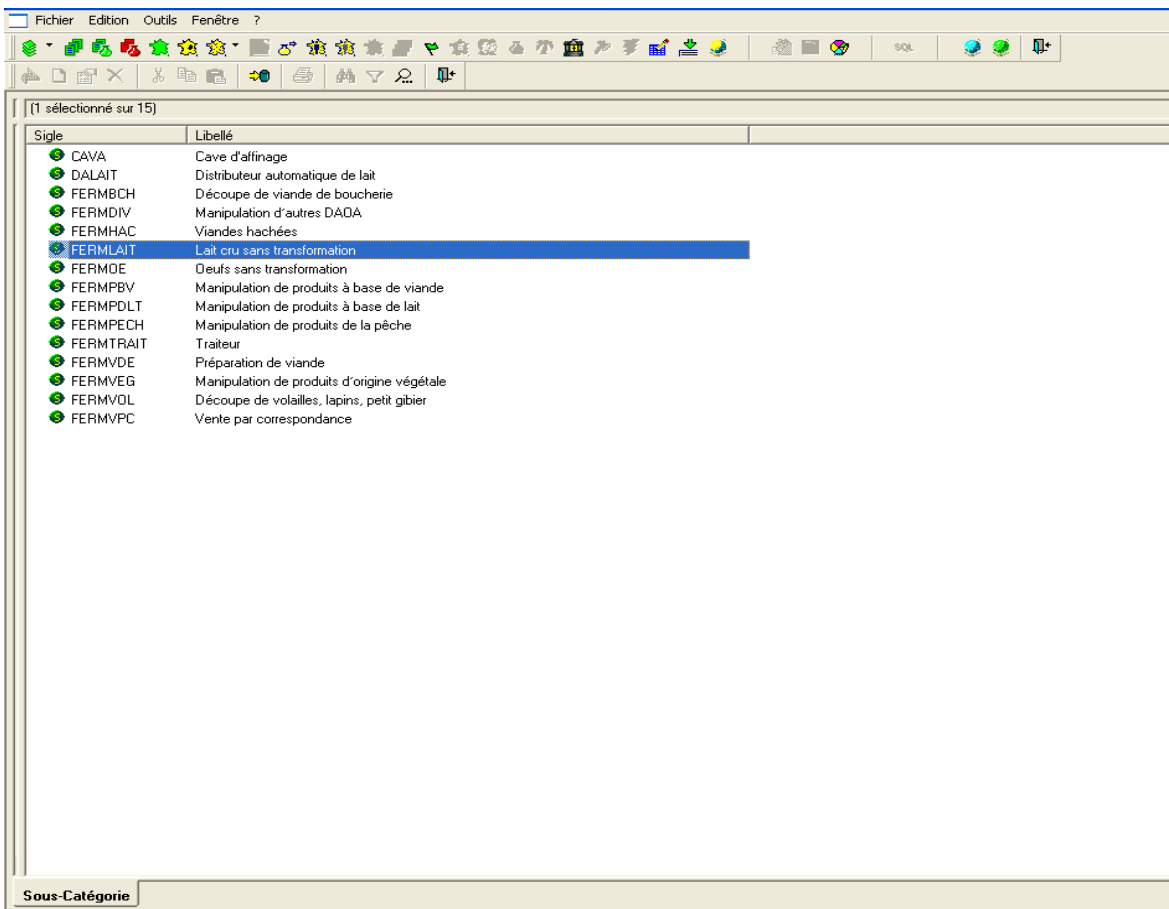 Fichier Edition Outils Fenêtre ?
SQL
(1 sélectionné sur 15)
Sigle Libellé
CAVA Cave d'affinage
DALAIT Distributeur automatique de lait
FERMBCH Découpe de viande de boucherie
FERMDIV Manipulation d'autres DAOA
FERMHAC Viandes hachées
FERMLAIT Lait cru sans transformation
FERMOE Oeufs sans transformation
FERMPBV Manipulation de produits à base de viande
FERMPDLT Manipulation de produits à base de lait
FERMPECH Manipulation de produits de la pêche
FERMTRAIT Traiteur
FERMVDE Préparation de viande
FERMVEG Manipulation de produits d'origine végétale
FERMVOL Découpe de volailles, lapins, petit gibier
FERMVPC Vente par correspondance
Sous-Catégorie